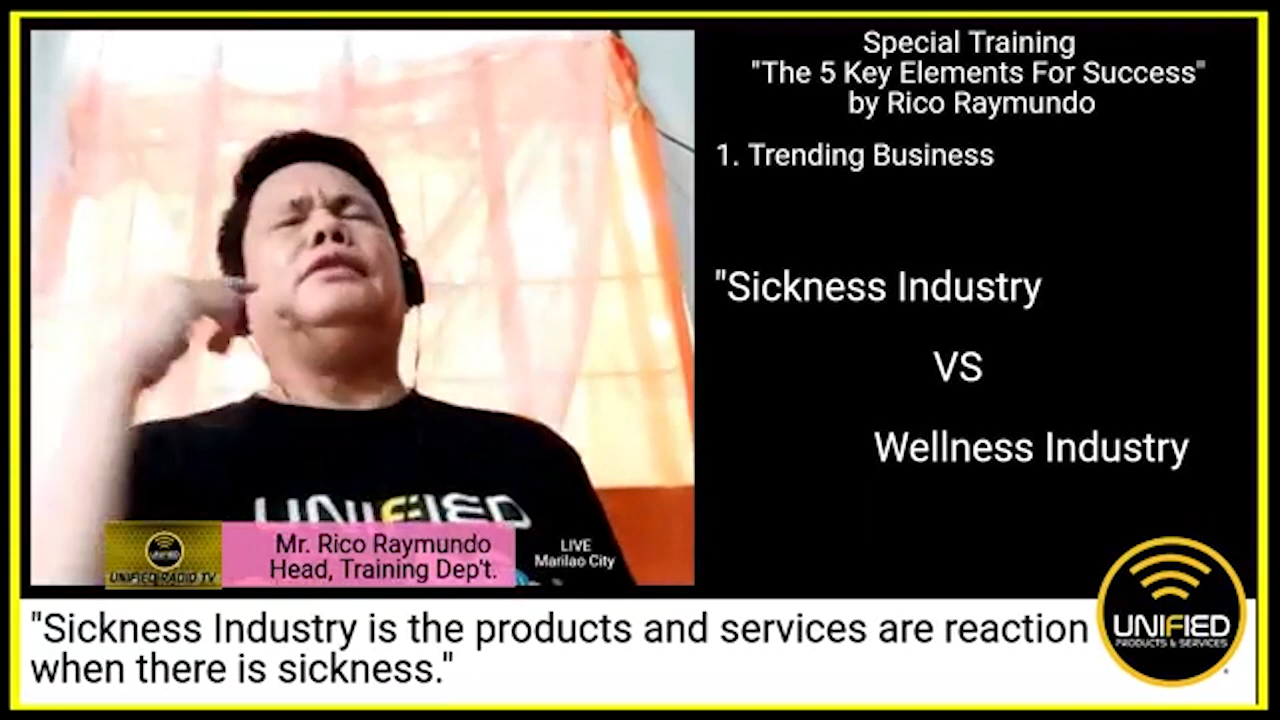 Special Training
"The 5 Key Elements For Success"
by Rico Raymundo
1. Trending Business
"Sickness Industry
VS
Wellness Industry
UNIFIED
UNIFIED RADIO TV
Mr. Rico Raymundo
Head, Training Dep't.
LIVE
Marilao City
"Sickness Industry is the products and services are reaction
when there is sickness."
UNIFIED
PRODUCTS & SERVICES